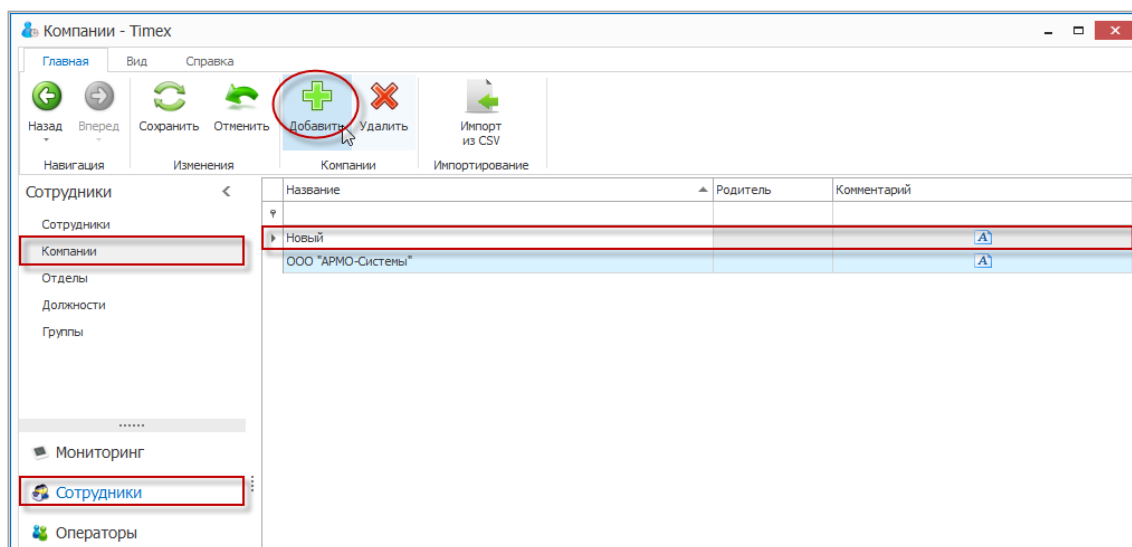 Компании - Timex
Главная Вид Справка
Назад Вперед Сохранить Отменить Добавить Удалить Импорт из CSV
Навигация Изменения Компании Импортирование
Сотрудники
Сотрудники
Компании
Отделы
Должности
Группы
Мониторинг
Сотрудники
Операторы
Название Родитель Комментарий
Новый A
ООО "АРМО-Системы" A